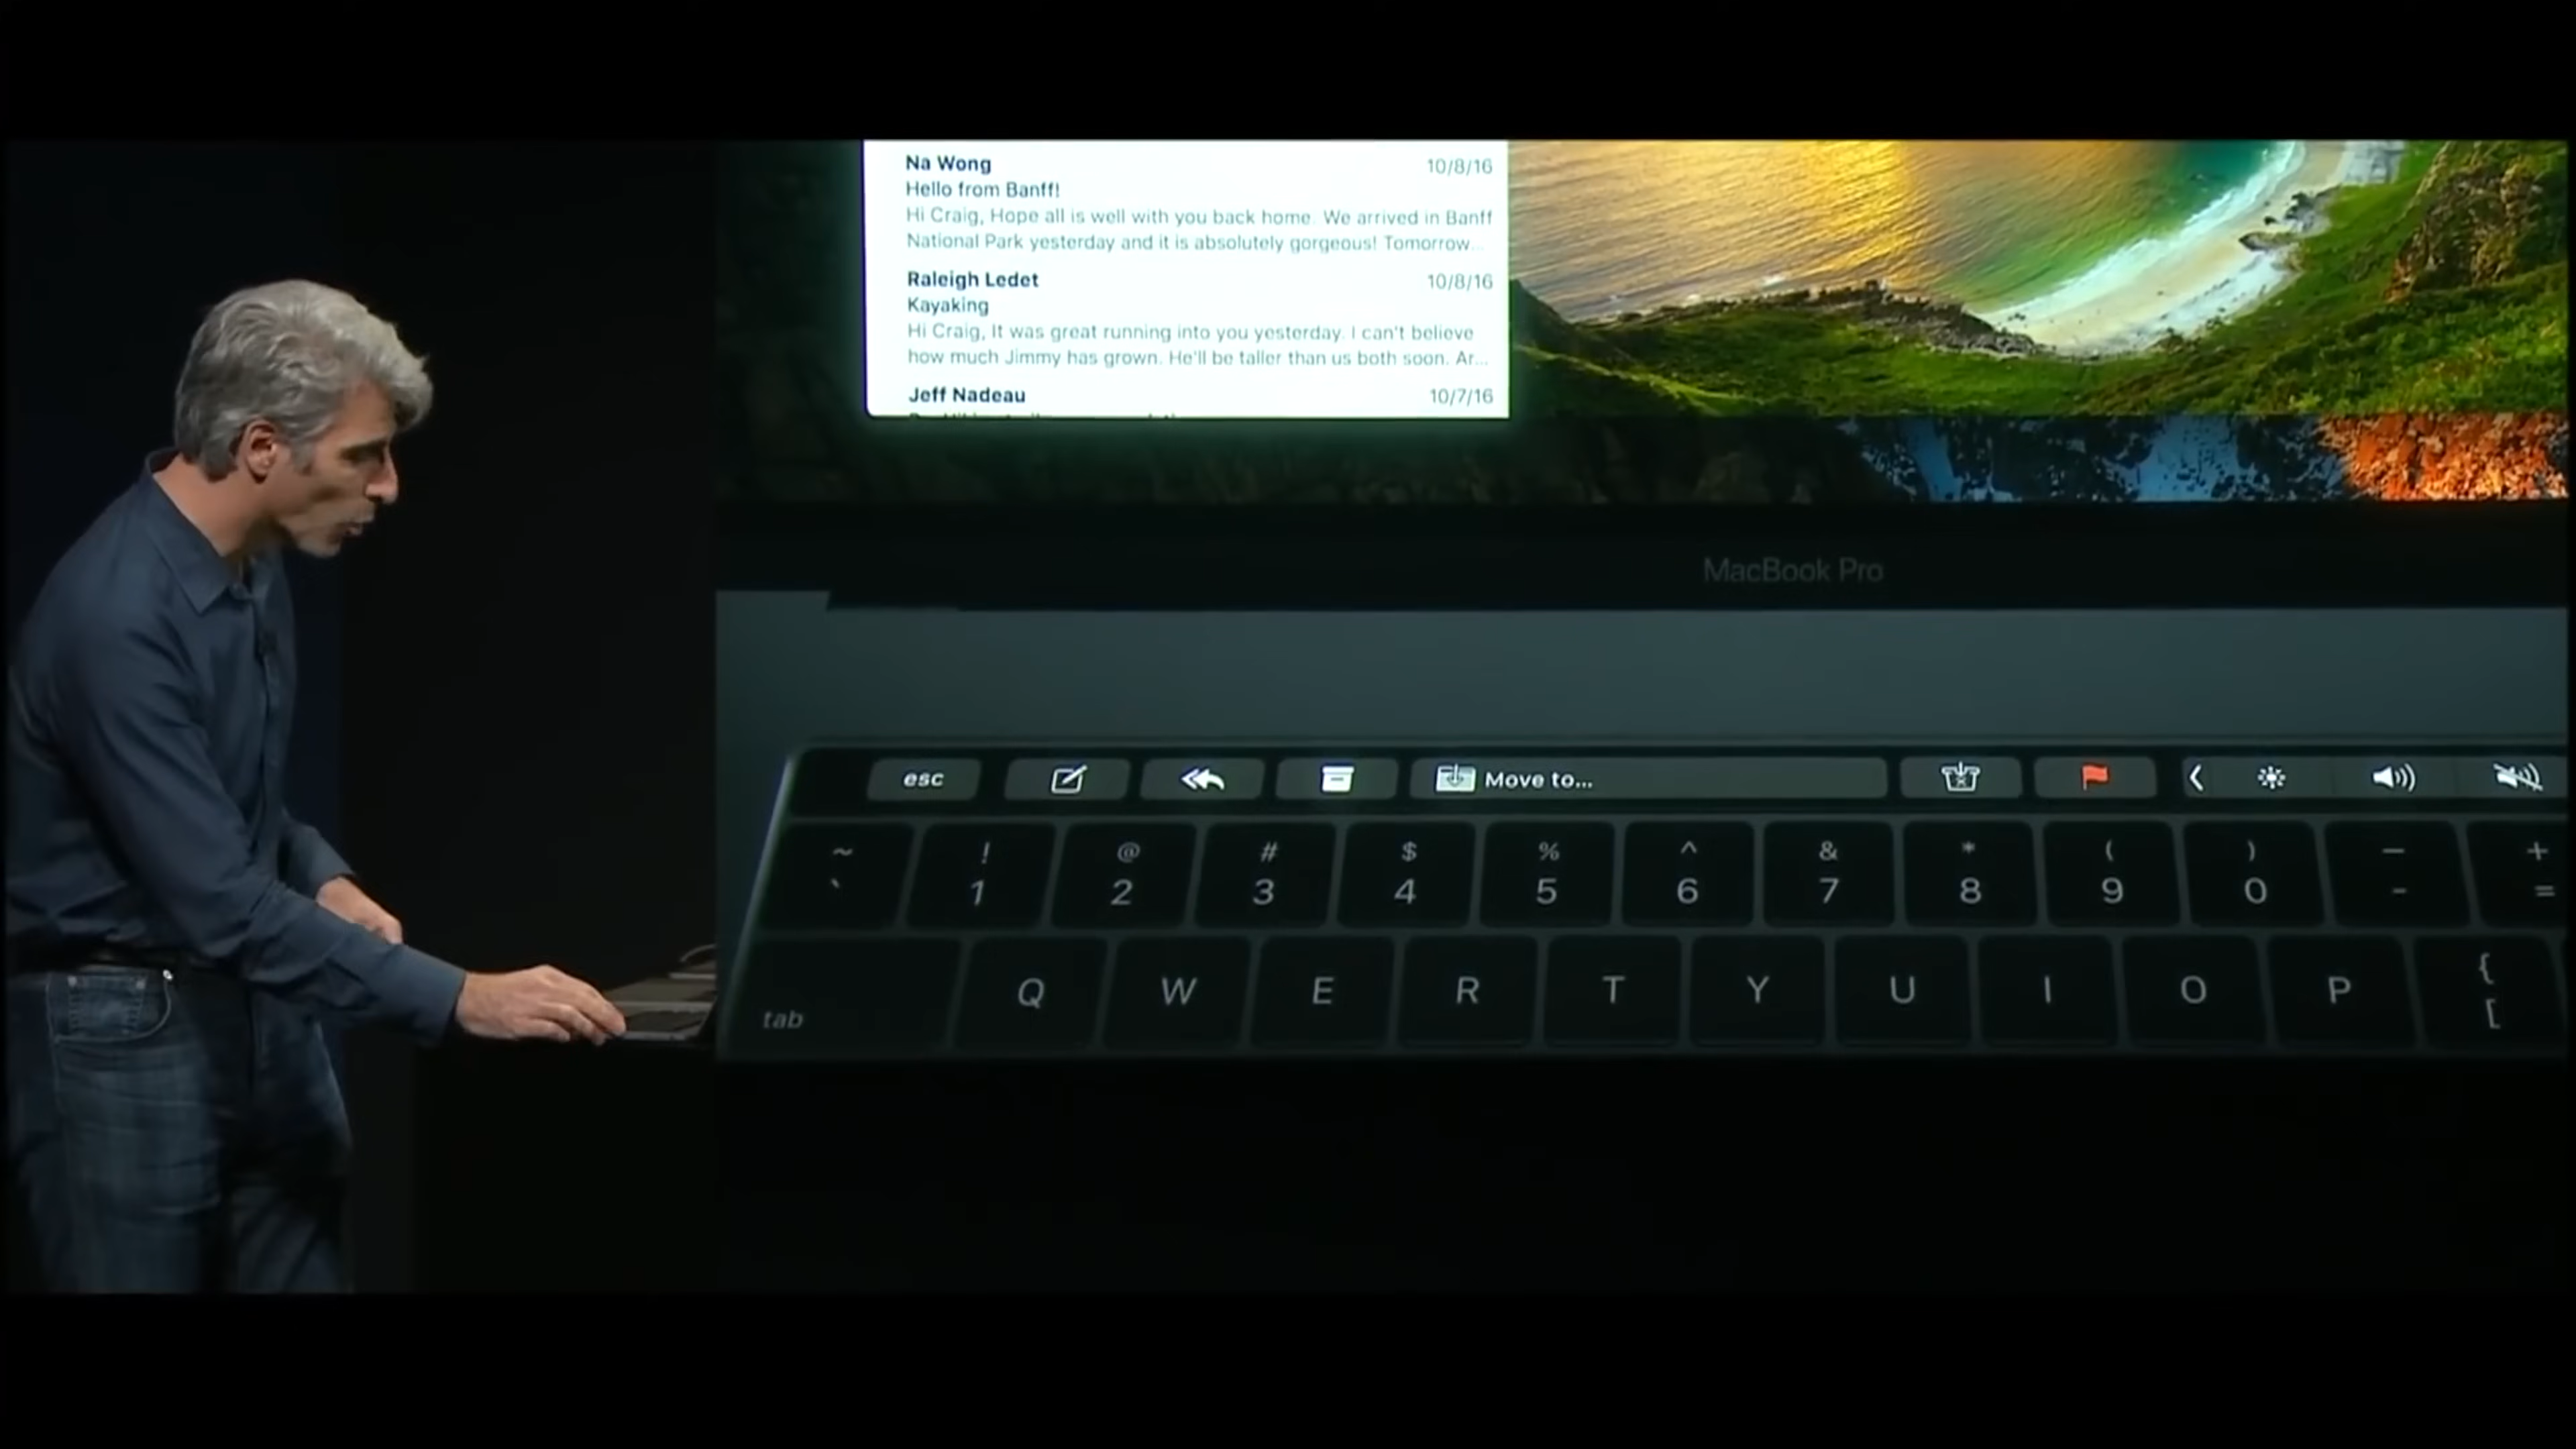 Na Wong 10/8/16
Hello from Banff!
Hi Craig, Hope all is well with you back home. We arrived in Banff
National Park yesterday and it is absolutely gorgeous! Tomorrow...
Raleigh Ledet 10/8/16
Kayaking
Hi Craig, It was great running into you yesterday. I can't believe
how much Jimmy has grown. He'll be taller than us both soon. Ar...
Jeff Nadeau 10/7/16
MacBook Pro
esc Move to...
~ ! @ # $ % ^ & * ( ) — +
` 1 2 3 4 5 6 7 8 9 0 - =
{
Q W E R T Y U I O P
tab [